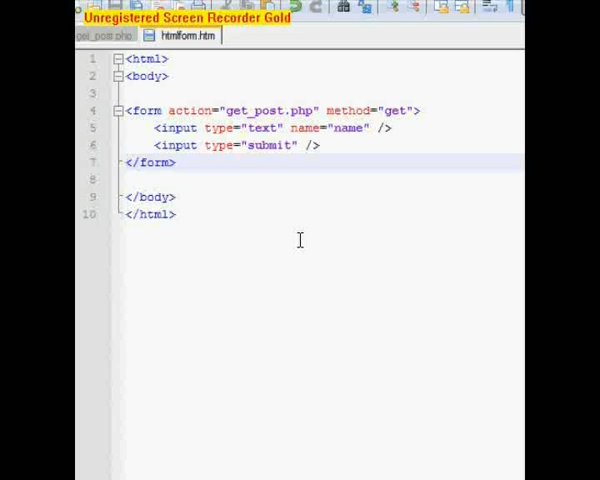 Unregistered Screen Recorder Gold
get_post.php htmlform.htm
1 <html>
2 <body>
3
4 <form action="get_post.php" method="get">
5 <input type="text" name="name" />
6 <input type="submit" />
7 </form>
8
9 </body>
10 </html>